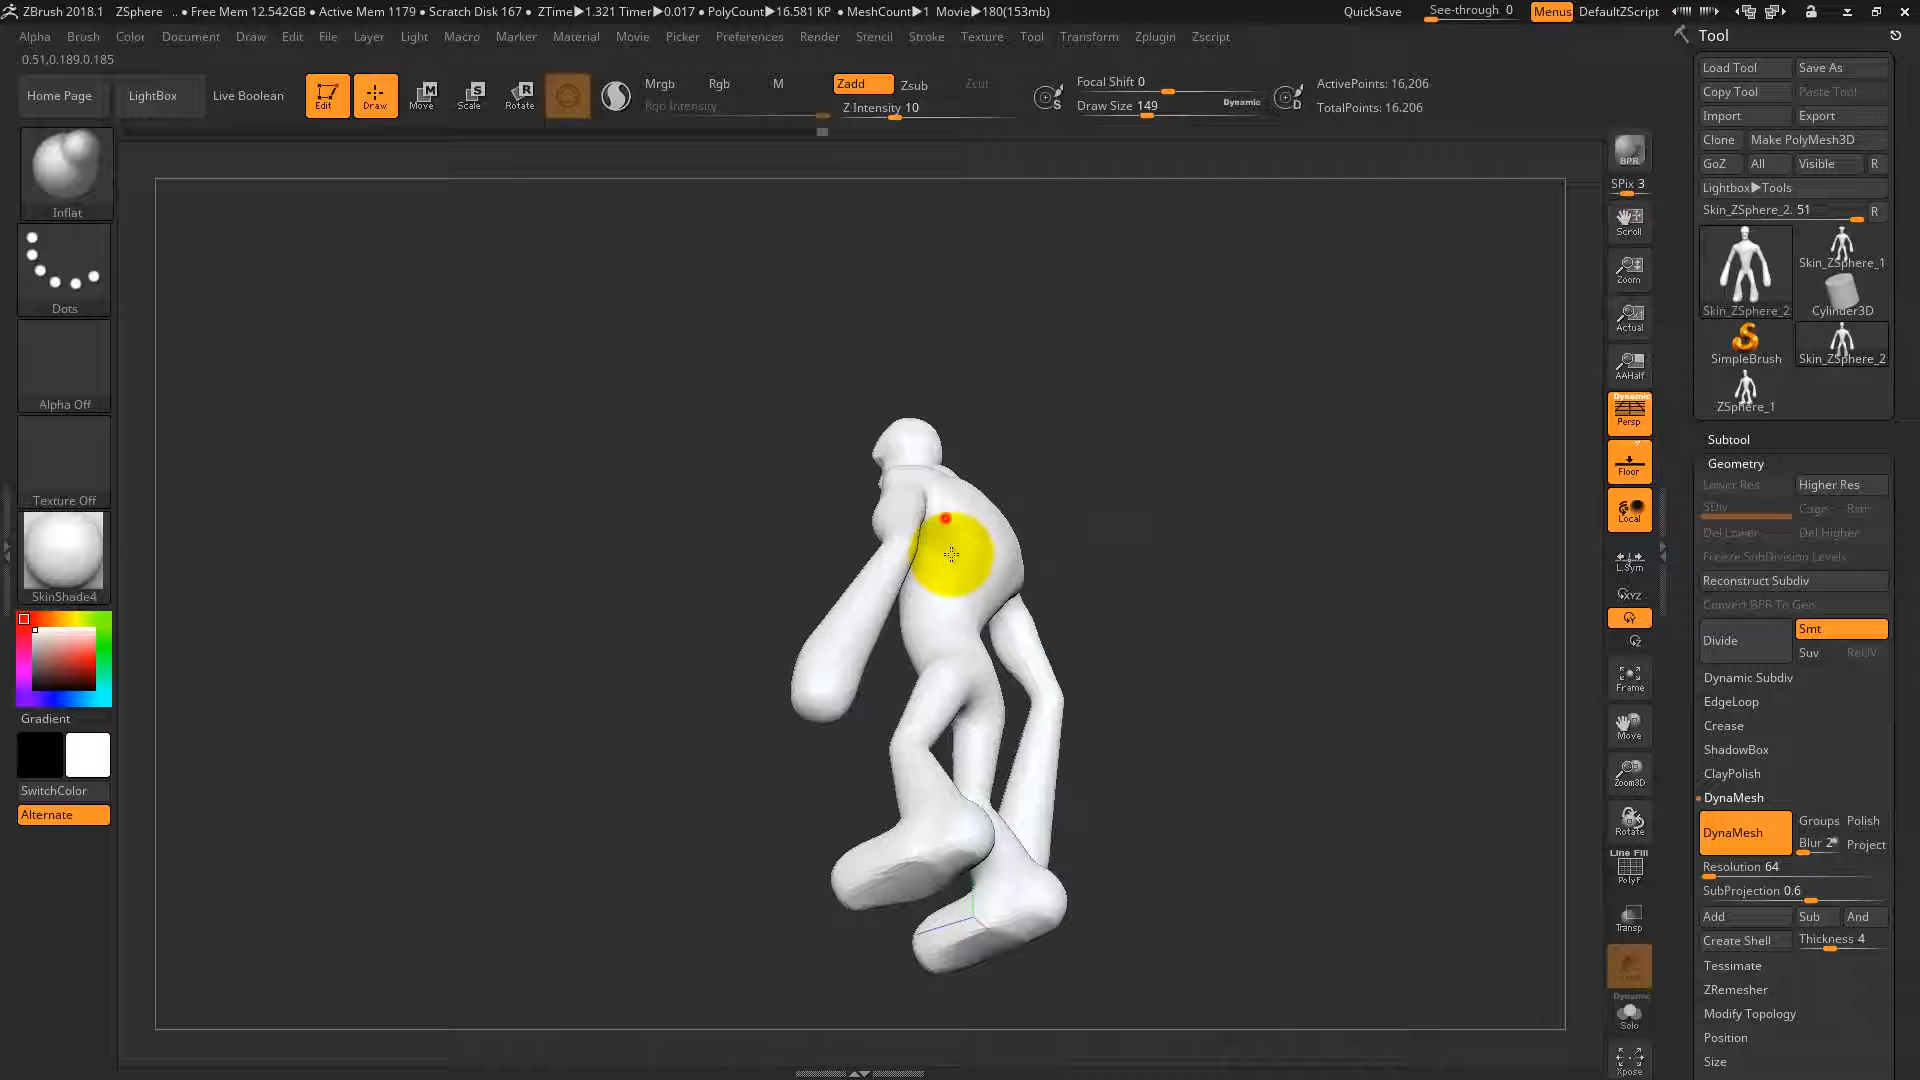 ZBrush 2018.1 ZSphere .. • Free Mem 12.542GB • Active Mem 1179 • Scratch Disk 167 • ZTime▶1.321 Timer▶0.017 • PolyCount▶16.581 KP • MeshCount▶1 Movie▶180(153mb) QuickSave See-through 0 Menus DefaultZScript
Alpha Brush Color Document Draw Edit File Layer Light Macro Marker Material Movie Picker Preferences Render Stencil Stroke Texture Tool Transform Zplugin Zscript
0.51,0.189,0.185
Home Page LightBox Live Boolean Edit Draw Move Scale Rotate
Mrgb Rgb M
Rgb Intensity
Zadd Zsub Zcut
Z Intensity 10
S
Focal Shift 0
Draw Size 149 Dynamic
D
ActivePoints: 16,206
TotalPoints: 16,206
Inflat
Dots
Alpha Off
Texture Off
SkinShade4
Gradient
SwitchColor
Alternate
BPR
SPix 3
Scroll
Zoom
Actual
AAHalf
Dynamic
Persp
Floor
Local
L.Sym
XYZ
Y
Z
Frame
Move
Zoom3D
Rotate
Line Fill
PolyF
Transp
Dynamic
Solo
Xpose
Tool
Load Tool Save As
Copy Tool Paste Tool
Import Export
Clone Make PolyMesh3D
GoZ All Visible R
Lightbox▶Tools
Skin_ZSphere_2. 51 R
Skin_ZSphere_2 Skin_ZSphere_1
Cylinder3D
SimpleBrush Skin_ZSphere_2
ZSphere_1
Subtool
Geometry
Lower Res Higher Res
SDiv Cage Rstr
Del Lower Del Higher
Freeze SubDivision Levels
Reconstruct Subdiv
Convert BPR To Geo
Divide Smt
Suv ReUV
Dynamic Subdiv
EdgeLoop
Crease
ShadowBox
ClayPolish
DynaMesh
DynaMesh Groups Polish
Blur 2 Project
Resolution 64
SubProjection 0.6
Add Sub And
Create Shell Thickness 4
Tessimate
ZRemesher
Modify Topology
Position
Size